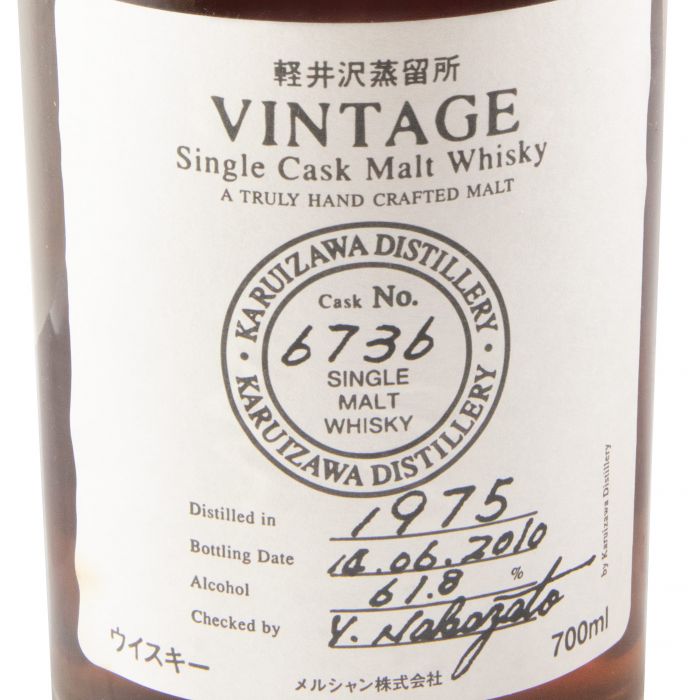 軽井沢蒸留所
VINTAGE
Single Cask Malt Whisky
A TRULY HAND CRAFTED MALT
· KARUIZAWA DISTILLERY ·
Cask No.
6736
SINGLE
MALT
WHISKY
KARUIZAWA DISTILLERY
Distilled in 1975
Bottling Date .06.2010
Alcohol 61.8 %
Checked by Y. Nakazato
by Karuizawa Distillery
ウイスキー
700ml
メルシャン株式会社